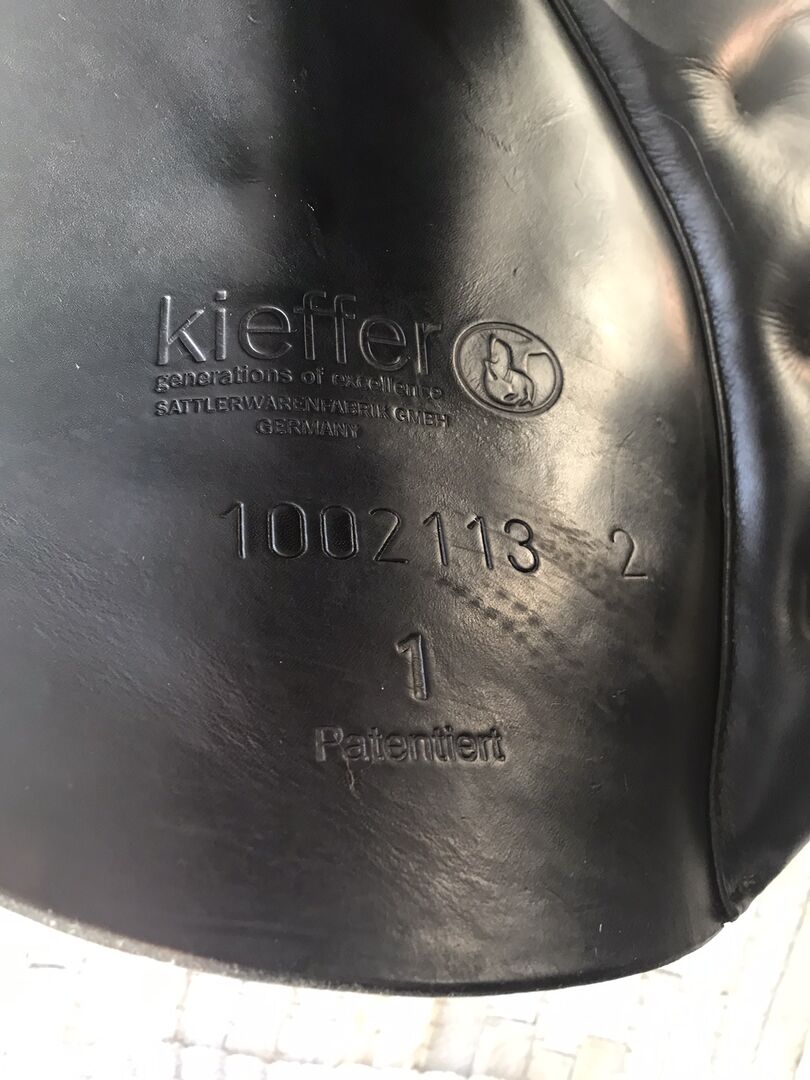 kieffer
generations of excellence
SATTLERWARENFABRIK GMBH
GERMANY
1002113 2
1
Patentiert